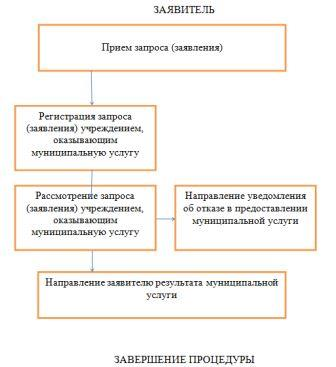 ЗАЯВИТЕЛЬ
Прием запроса (заявления)
Регистрация запроса
(заявления) учреждением,
оказывающим
муниципальную услугу
Рассмотрение запроса
(заявления) учреждением,
оказывающим
муниципальную услугу
Направление уведомления
об отказе в предоставлении
муниципальной услуги
Направление заявителю результата муниципальной
услуги
ЗАВЕРШЕНИЕ ПРОЦЕДУРЫ